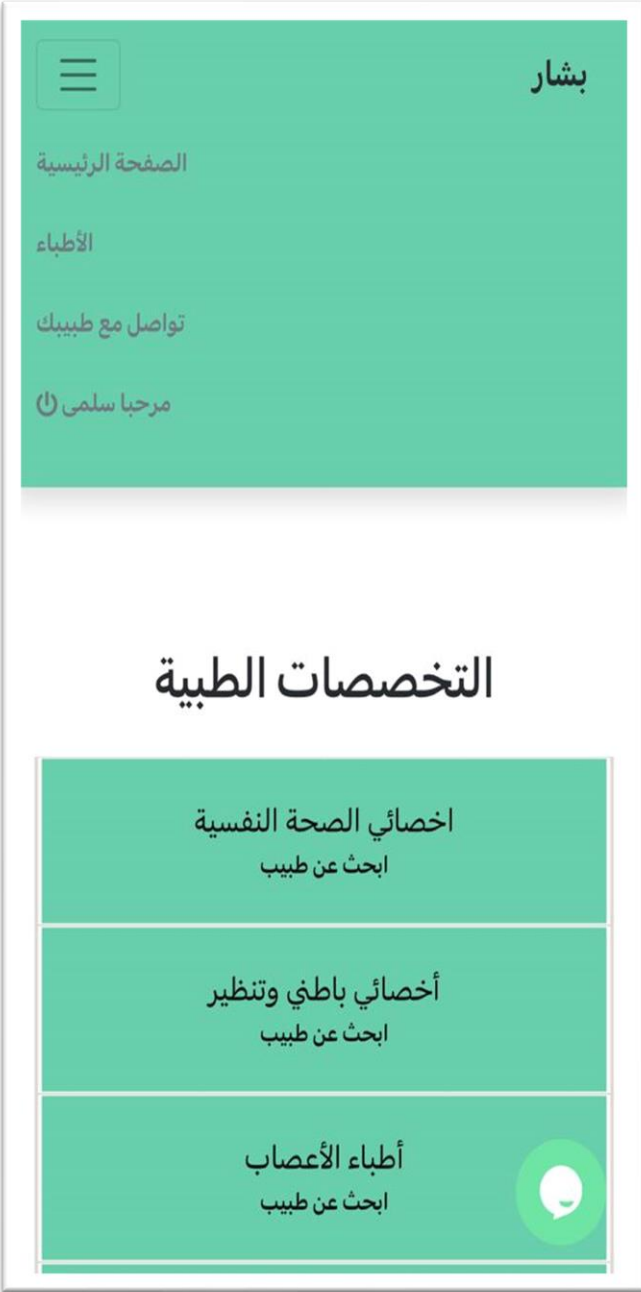 بشار
الصفحة الرئيسية
الأطباء
تواصل مع طبيبك
مرحبا سلمى
التخصصات الطبية
اخصائي الصحة النفسية
ابحث عن طبيب
أخصائي باطني وتنظير
ابحث عن طبيب
أطباء الأعصاب
ابحث عن طبيب